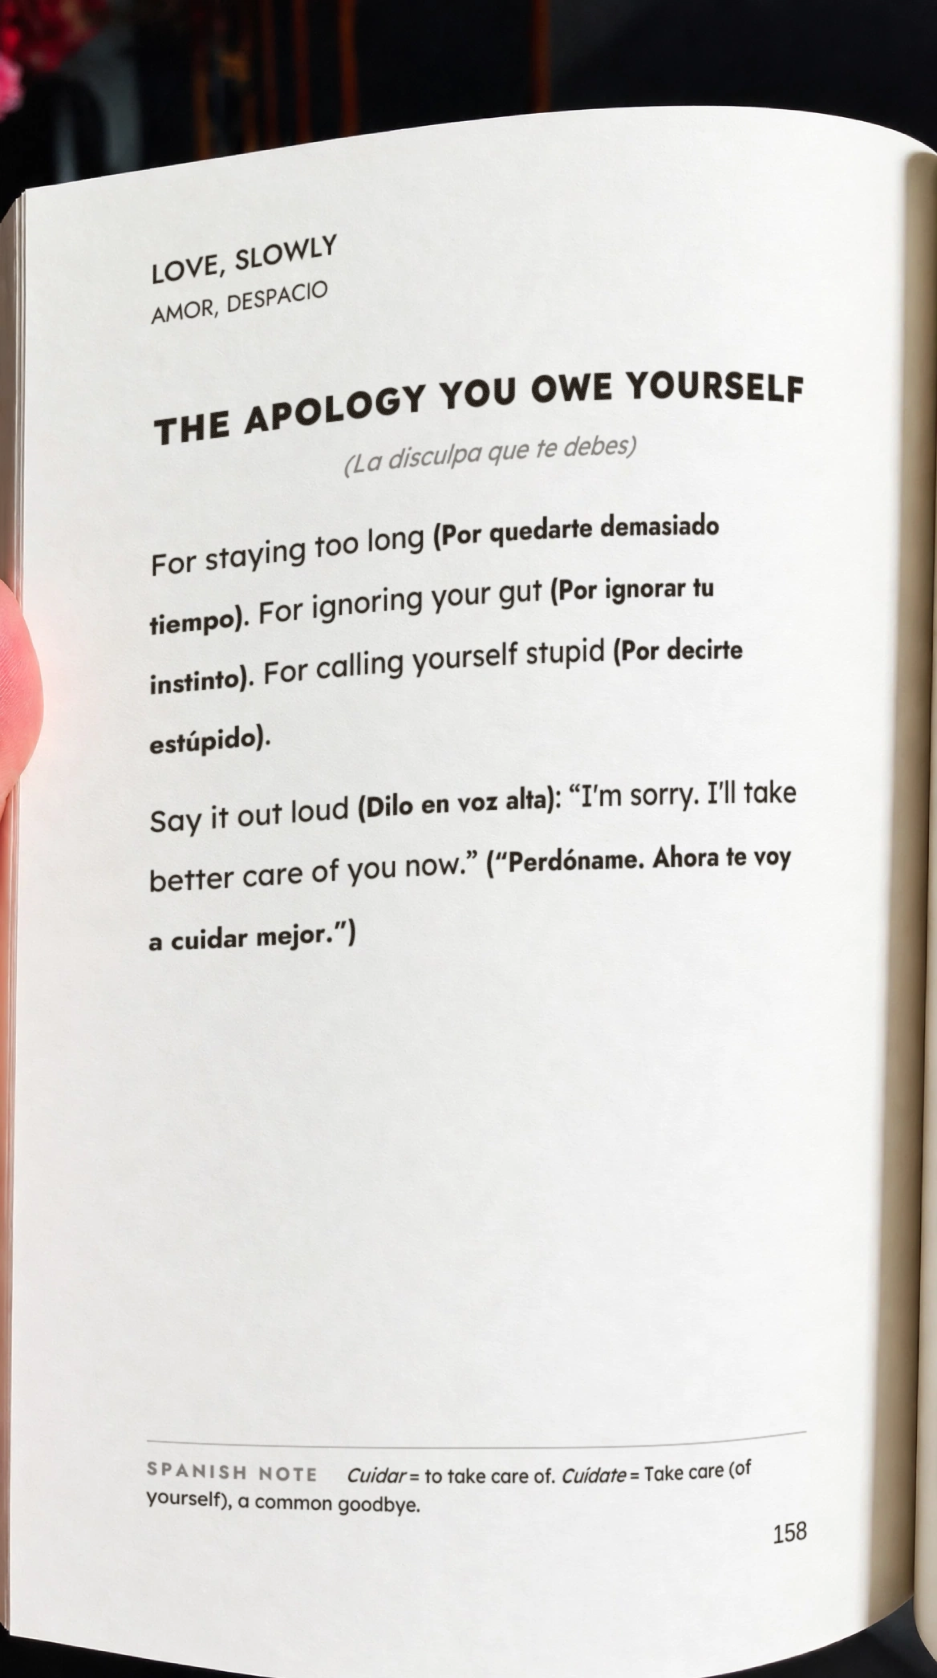 LOVE, SLOWLY
AMOR, DESPACIO
THE APOLOGY YOU OWE YOURSELF
(La disculpa que te debes)
For staying too long (Por quedarte demasiado
tiempo). For ignoring your gut (Por ignorar tu
instinto). For calling yourself stupid (Por decirte
estúpido).
Say it out loud (Dilo en voz alta): “I’m sorry. I’ll take
better care of you now.” (“Perdóname. Ahora te voy
a cuidar mejor.”)
SPANISH NOTE Cuidar = to take care of. Cuídate = Take care (of
yourself), a common goodbye.
158